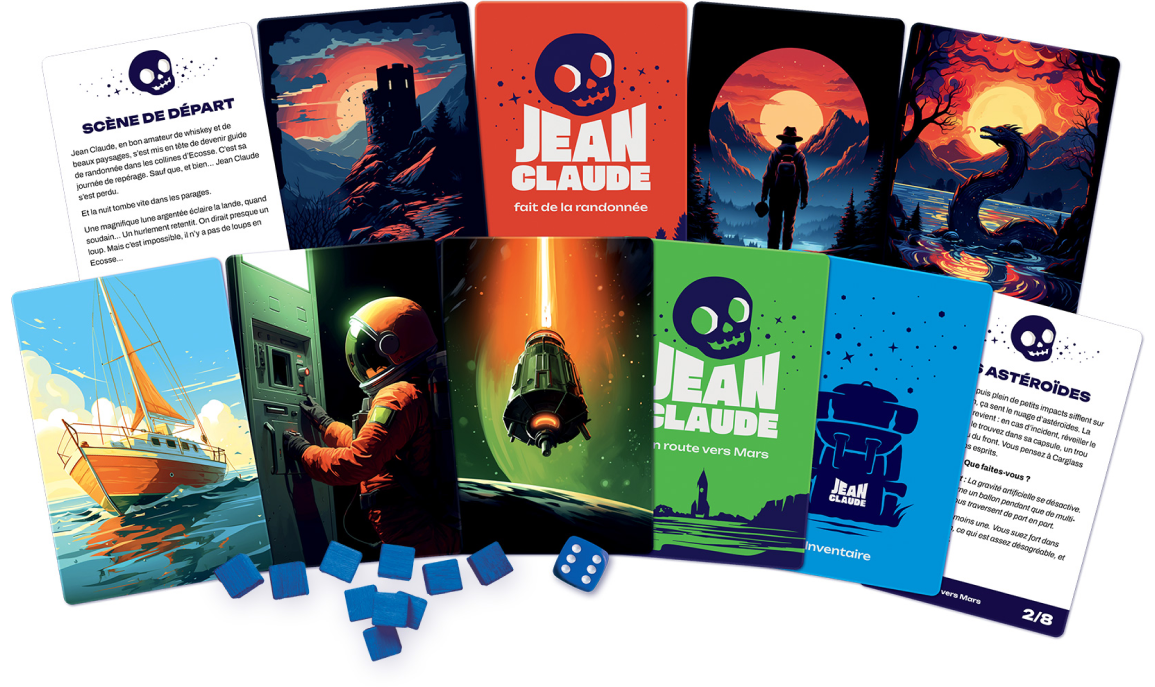 SCÈNE DE DÉPART
Jean Claude, en bon amateur de whiskey et de
beaux paysages, s'est mis en tête de devenir guide
de randonnée dans les collines d'Ecosse. C'est sa
journée de repérage. Sauf que, et bien... Jean Claude
s'est perdu.
Et la nuit tombe vite dans les parages.
Une magnifique lune argentée éclaire la lande, quand
soudain... Un hurlement retentit. On dirait presque un
loup. Mais c'est impossible, il n'y a pas de loups en
Ecosse...
JEAN
CLAUDE
fait de la randonnée
JEAN
CLAUDE
n route vers Mars
JEAN
CLAUDE
Inventaire
S ASTÉROÏDES
puis plein de petits impacts sifflent sur
n, ça sent le nuage d'astéroïdes. La
revient : en cas d'incident, réveiller le
le trouvez dans sa capsule, un trou
u du front. Vous pensez à Carglass
s esprits.
Que faites-vous ?
t : La gravité artificielle se désactive.
me un ballon pendant que de multi-
ous traversent de part en part.
moins une. Vous suez fort dans
, ce qui est assez désagréable, et
vers Mars
2/8